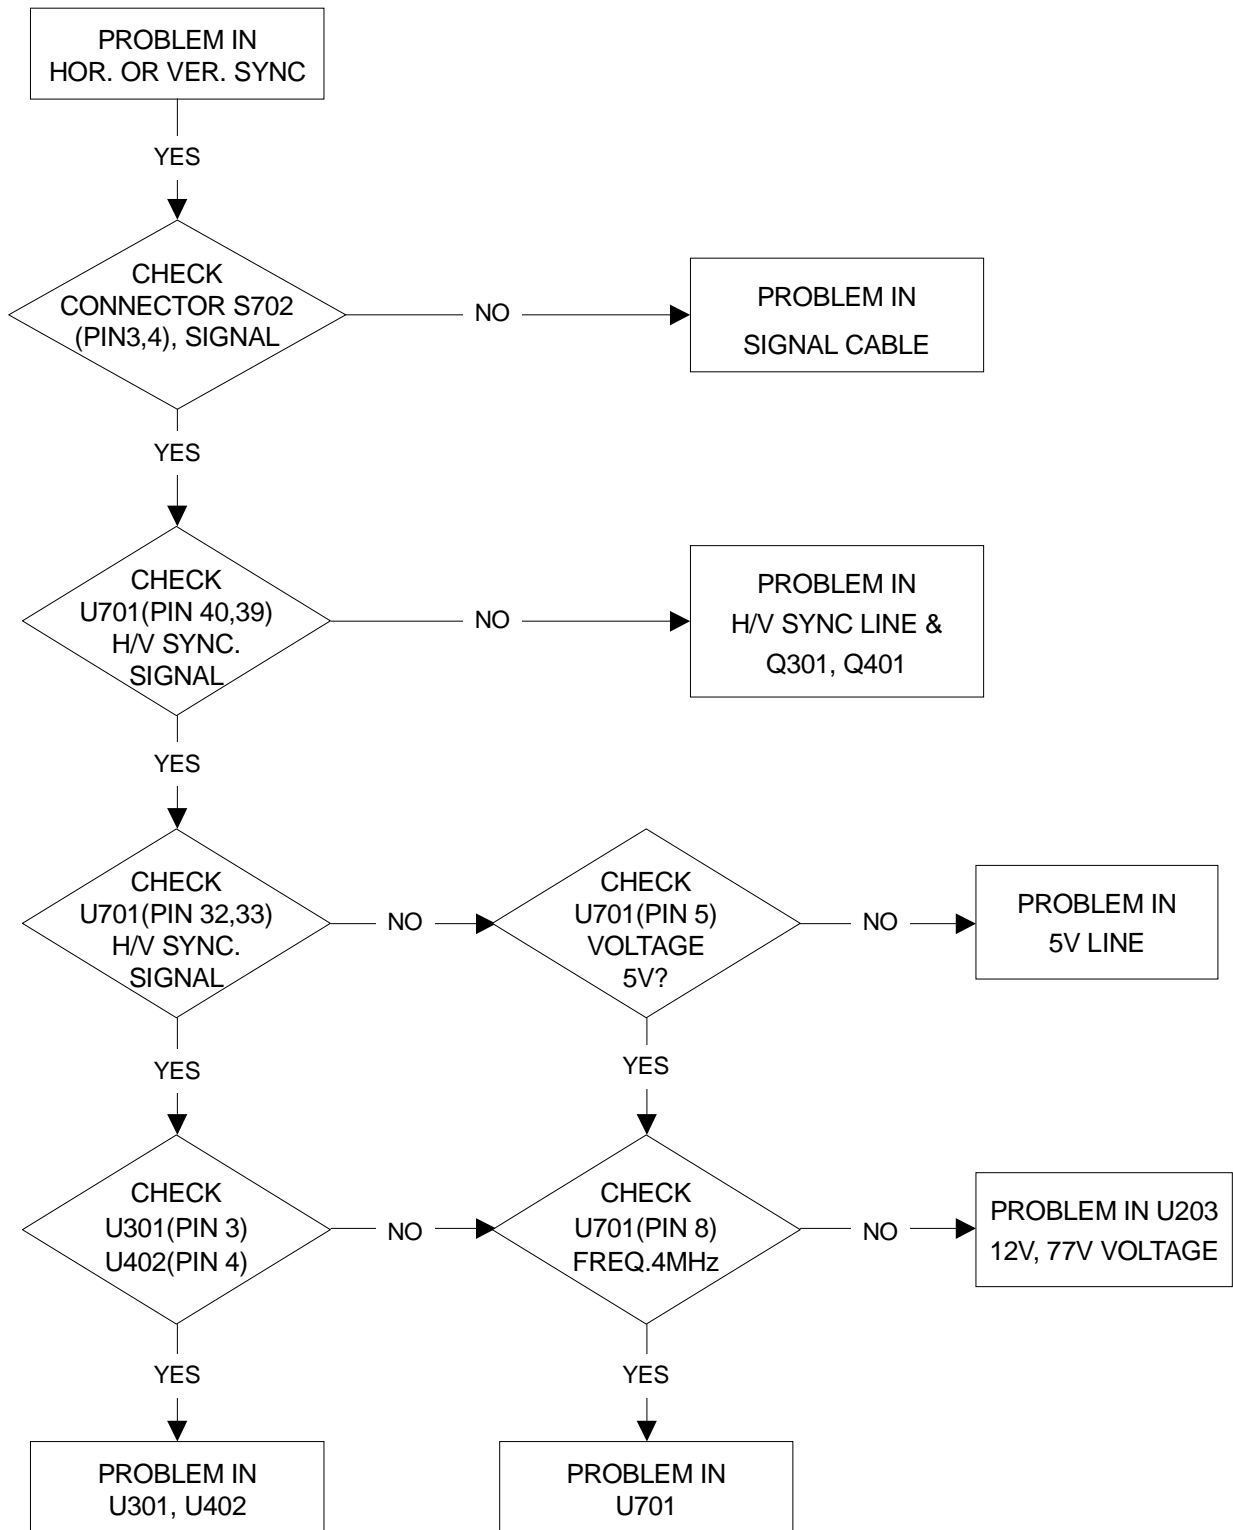 PROBLEM IN
HOR. OR VER. SYNC
YES
CHECK
CONNECTOR S702
(PIN3,4), SIGNAL
NO
PROBLEM IN
SIGNAL CABLE
YES
CHECK
U701(PIN 40,39)
H/V SYNC.
SIGNAL
NO
PROBLEM IN
H/V SYNC LINE &
Q301, Q401
YES
CHECK
U701(PIN 32,33)
H/V SYNC.
SIGNAL
NO
CHECK
U701(PIN 5)
VOLTAGE
5V?
NO
PROBLEM IN
5V LINE
YES
YES
CHECK
U301(PIN 3)
U402(PIN 4)
NO
CHECK
U701(PIN 8)
FREQ.4MHz
NO
PROBLEM IN U203
12V, 77V VOLTAGE
YES
YES
PROBLEM IN
U301, U402
PROBLEM IN
U701